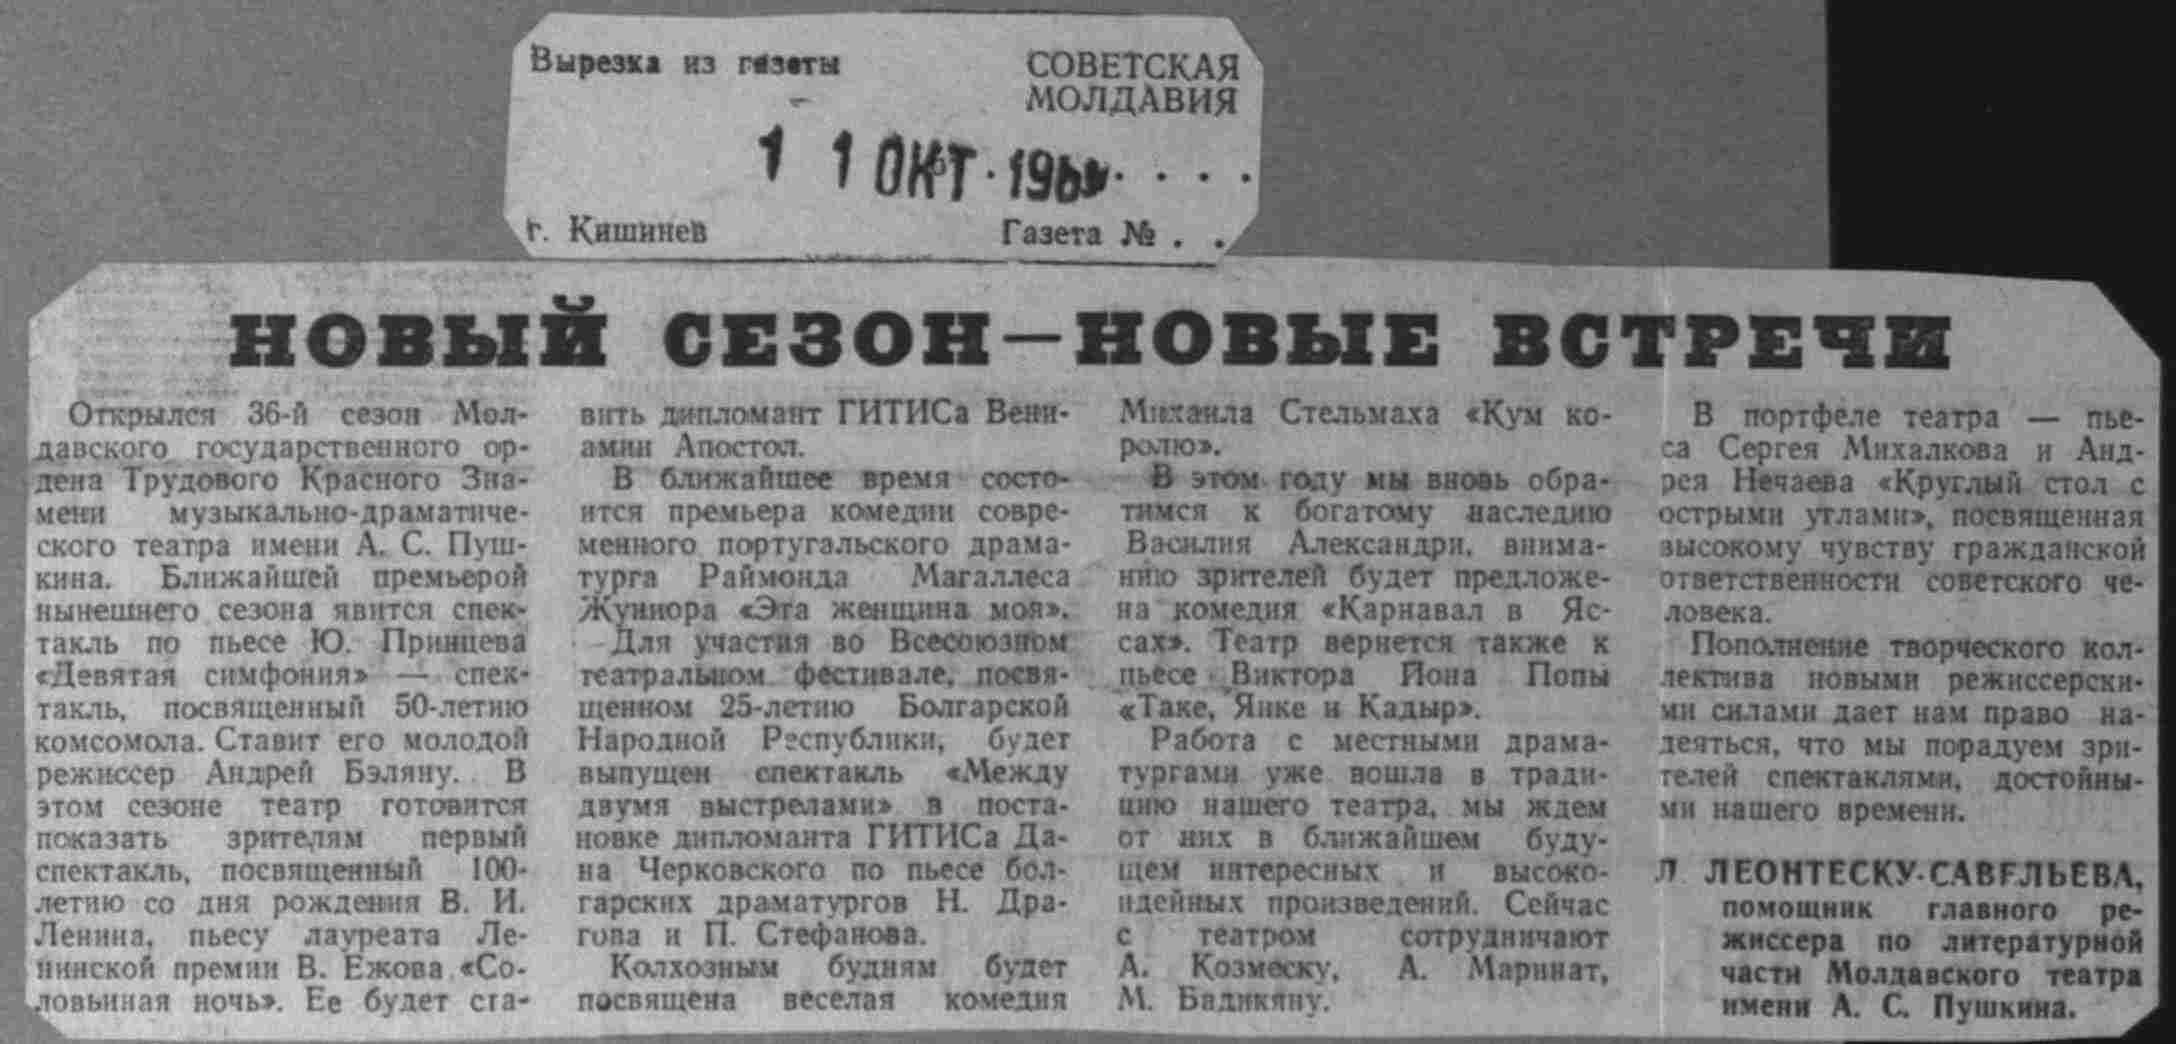 Вырезка из газеты
СОВЕТСКАЯ
МОЛДАВИЯ
1 1 ОКТ. 196
г. Кишинев
Газета № . .
НОВЫЙ СЕЗОН — НОВЫЕ ВСТРЕЧИ
Открылся 36-й сезон Мол-
давского государственного ор-
дена Трудового Красного Зна-
мени музыкально-драматиче-
ского театра имени А. С. Пуш-
кина. Ближайшей премьерой
нынешнего сезона явится спек-
такль по пьесе Ю. Принцева
«Девятая симфония» — спек-
такль, посвященный 50-летию
комсомола. Ставит его молодой
режиссер Андрей Бэляну. В
этом сезоне театр готовится
показать зрителям первый
спектакль, посвященный 100-
летию со дня рождения В. И.
Ленина, пьесу лауреата Ле-
нинской премии В. Ежова «Со-
ловьиная ночь». Ее будет ста-
вить дипломант ГИТИСа Вени-
амин Апостол.
В ближайшее время состо-
ится премьера комедии совре-
менного португальского драма-
турга Раймонда Магаллеса
Жуниора «Эта женщина моя».
Для участия во Всесоюзном
театральном фестивале, посвя-
щенном 25-летию Болгарской
Народной Республики, будет
выпущен спектакль «Между
двумя выстрелами» в поста-
новке дипломанта ГИТИСа Да-
на Черковского по пьесе бол-
гарских драматургов Н. Дра-
гова и П. Стефанова.
Колхозным будням будет
посвящена веселая комедия
Михаила Стельмаха «Кум ко-
ролю».
В этом году мы вновь обра-
тимся к богатому наследию
Василия Александри, внима-
нию зрителей будет предложе-
на комедия «Карнавал в Яс-
сах». Театр вернется также к
пьесе Виктора Йона Попы
«Таке, Янке и Кадыр».
Работа с местными драма-
тургами уже вошла в тради-
цию нашего театра, мы ждем
от них в ближайшем буду-
щем интересных и высоко-
идейных произведений. Сейчас
с театром сотрудничают
А. Козмеску, А. Маринат,
М. Бадикяну.
В портфеле театра — пье-
са Сергея Михалкова и Анд-
рея Нечаева «Круглый стол с
острыми углами», посвященная
высокому чувству гражданской
ответственности советского че-
ловека.
Пополнение творческого кол-
лектива новыми режиссерски-
ми силами дает нам право на-
деяться, что мы порадуем зри-
телей спектаклями, достойны-
ми нашего времени.
Л. ЛЕОНТЕСКУ-САВЕЛЬЕВА,
помощник главного ре-
жиссера по литературной
части Молдавского театра
имени А. С. Пушкина.